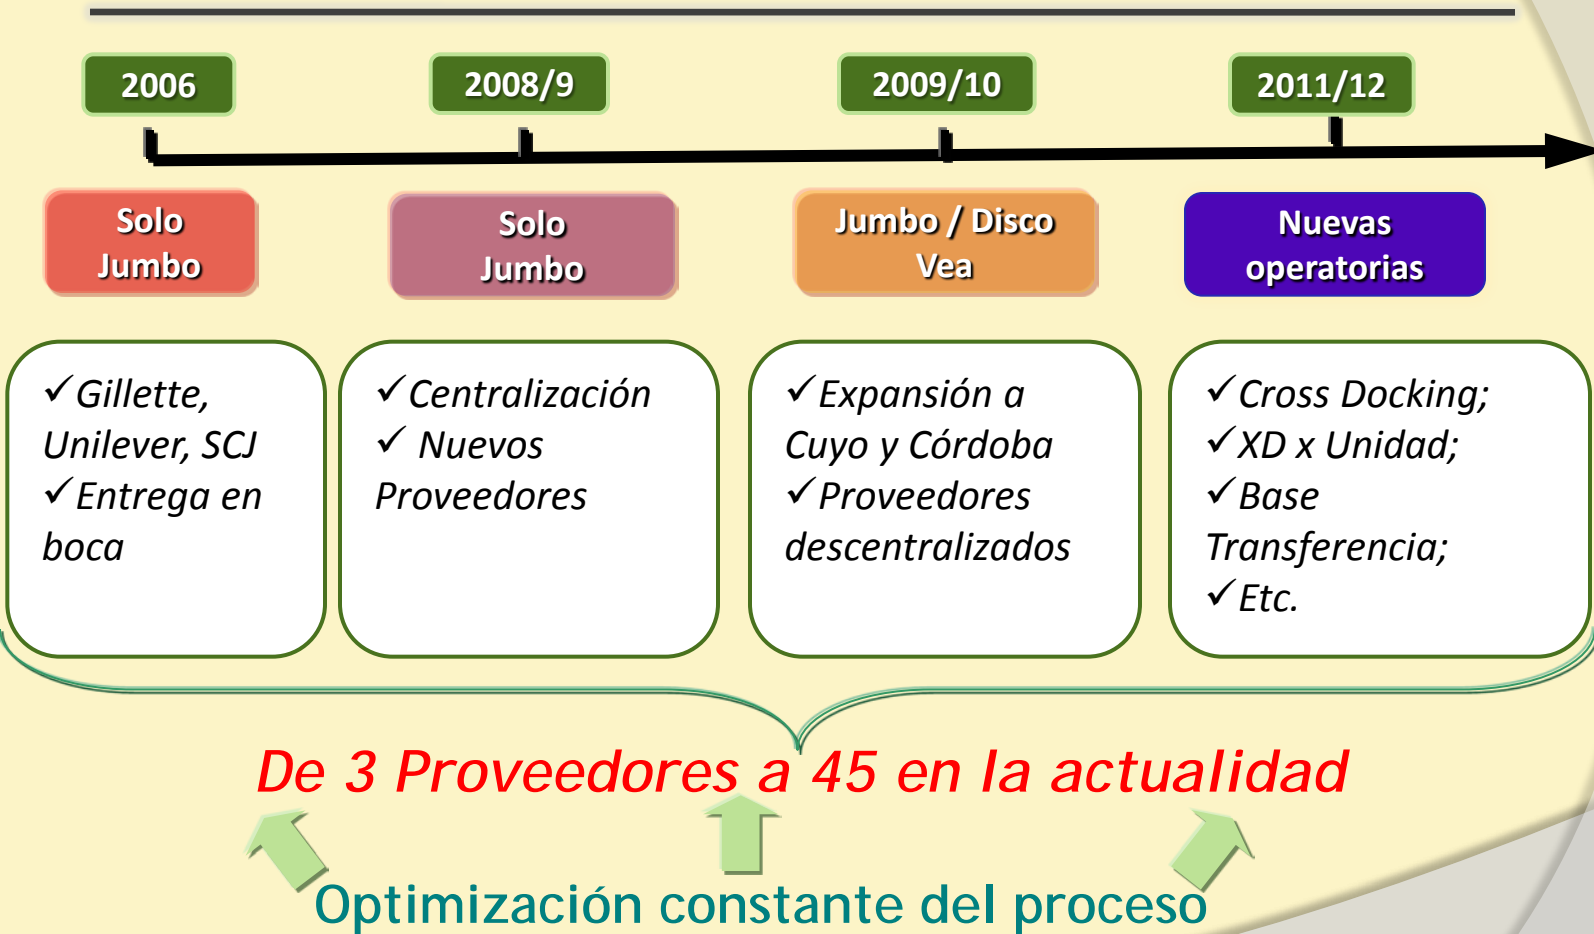 2006
2008/9
2009/10
2011/12
Solo
Jumbo
Solo
Jumbo
Jumbo / Disco
Vea
Nuevas
operatorias
✓Gillette,
Unilever, SCJ
✓Entrega en
boca
✓Centralización
✓ Nuevos
Proveedores
✓Expansión a
Cuyo y Córdoba
✓Proveedores
descentralizados
✓Cross Docking;
✓XD x Unidad;
✓Base
Transferencia;
✓Etc.
De 3 Proveedores a 45 en la actualidad
Optimización constante del proceso